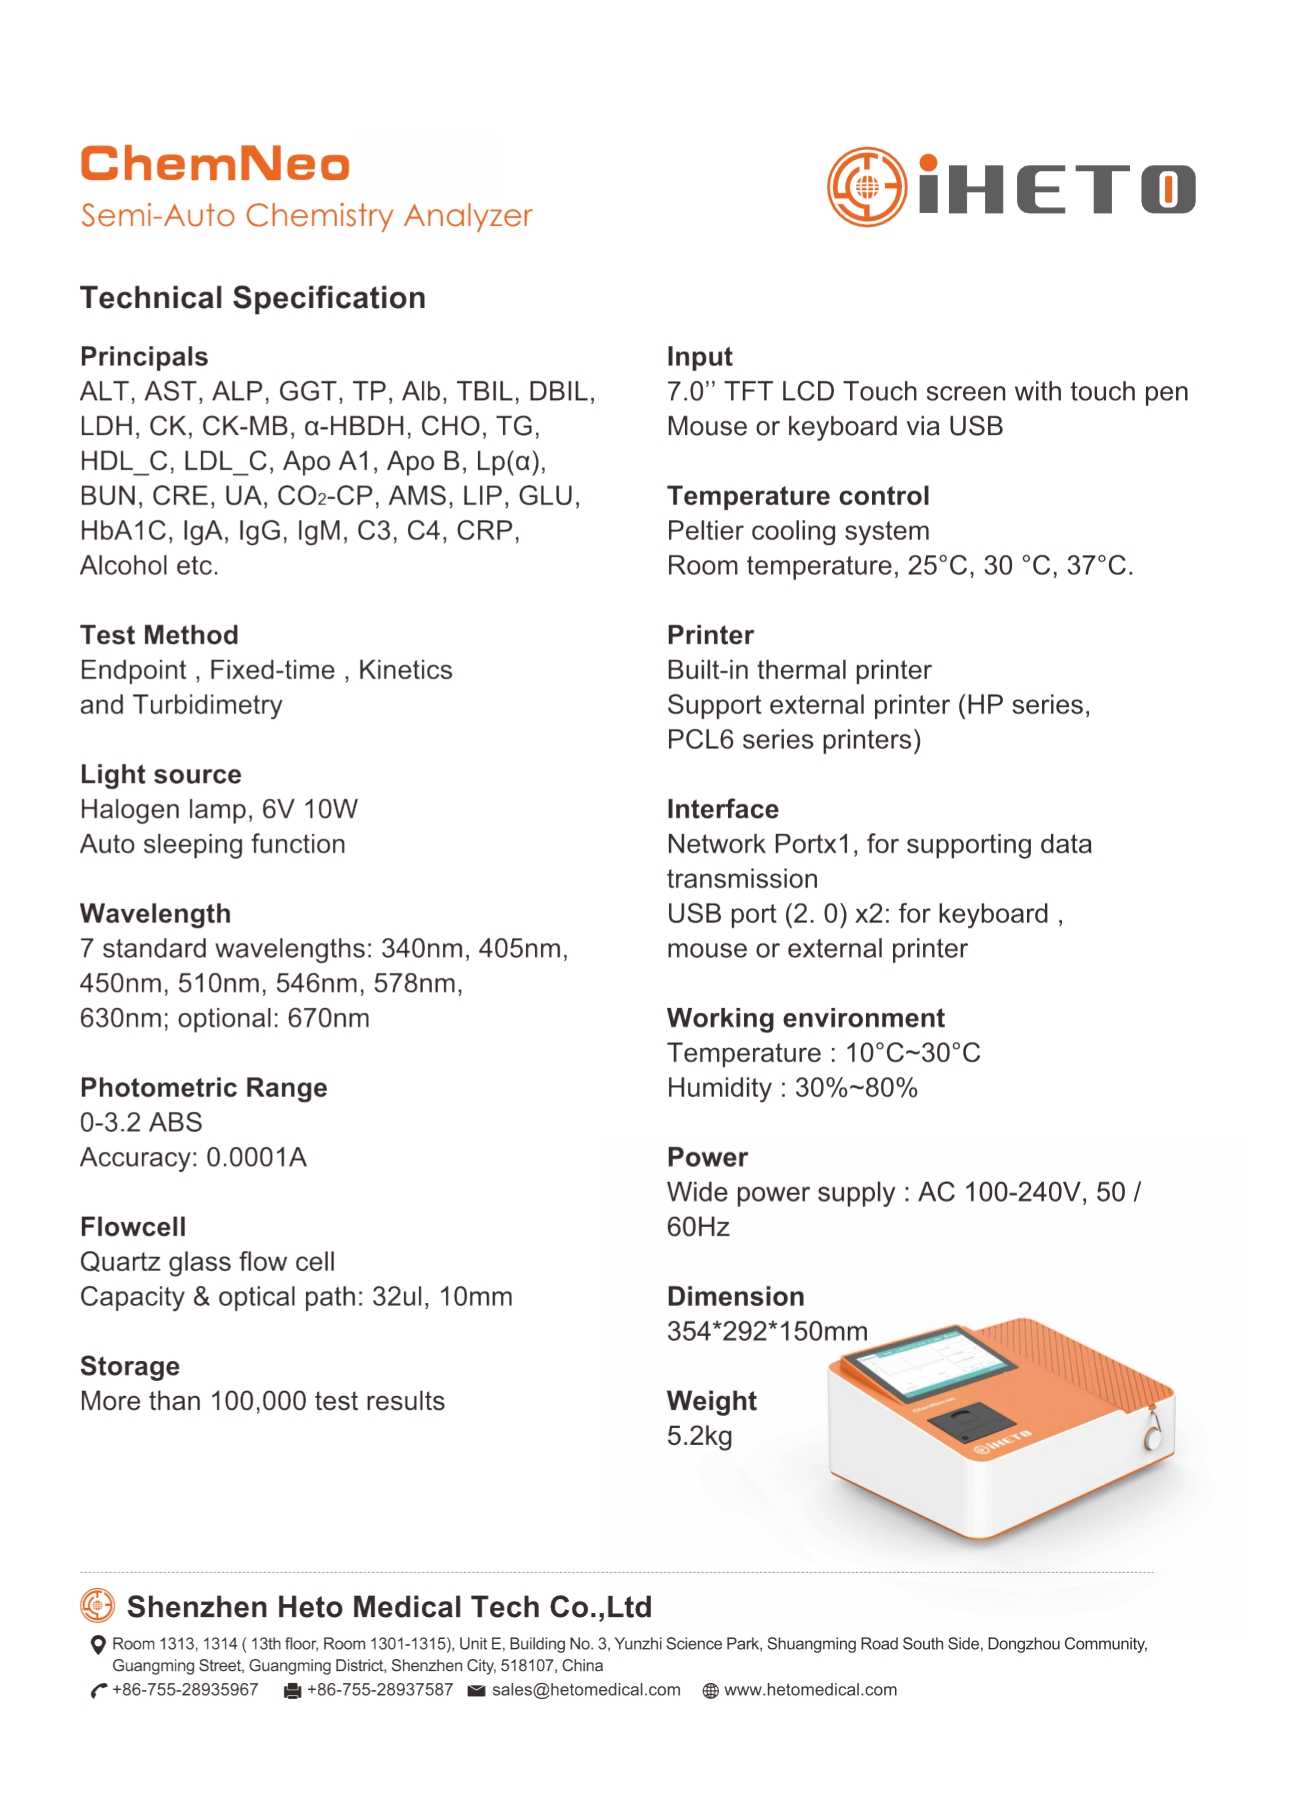 ChemNeo
Semi-Auto Chemistry Analyzer
iHETO
Technical Specification
Principals
ALT, AST, ALP, GGT, TP, Alb, TBIL, DBIL,
LDH, CK, CK-MB, α-HBDH, CHO, TG,
HDL_C, LDL_C, Apo A1, Apo B, Lp(α),
BUN, CRE, UA, CO2-CP, AMS, LIP, GLU,
HbA1C, IgA, IgG, IgM, C3, C4, CRP,
Alcohol etc.
Test Method
Endpoint , Fixed-time , Kinetics
and Turbidimetry
Light source
Halogen lamp, 6V 10W
Auto sleeping function
Wavelength
7 standard wavelengths: 340nm, 405nm,
450nm, 510nm, 546nm, 578nm,
630nm; optional: 670nm
Photometric Range
0-3.2 ABS
Accuracy: 0.0001A
Flowcell
Quartz glass flow cell
Capacity & optical path: 32ul, 10mm
Storage
More than 100,000 test results
Input
7.0’’ TFT LCD Touch screen with touch pen
Mouse or keyboard via USB
Temperature control
Peltier cooling system
Room temperature, 25°C, 30 °C, 37°C.
Printer
Built-in thermal printer
Support external printer (HP series,
PCL6 series printers)
Interface
Network Portx1, for supporting data
transmission
USB port (2. 0) x2: for keyboard ,
mouse or external printer
Working environment
Temperature : 10°C~30°C
Humidity : 30%~80%
Power
Wide power supply : AC 100-240V, 50 /
60Hz
Dimension
354*292*150mm
Weight
5.2kg
iHETO
Shenzhen Heto Medical Tech Co.,Ltd
Room 1313, 1314 ( 13th floor, Room 1301-1315), Unit E, Building No. 3, Yunzhi Science Park, Shuangming Road South Side, Dongzhou Community,
Guangming Street, Guangming District, Shenzhen City, 518107, China
+86-755-28935967 +86-755-28937587 sales@hetomedical.com www.hetomedical.com